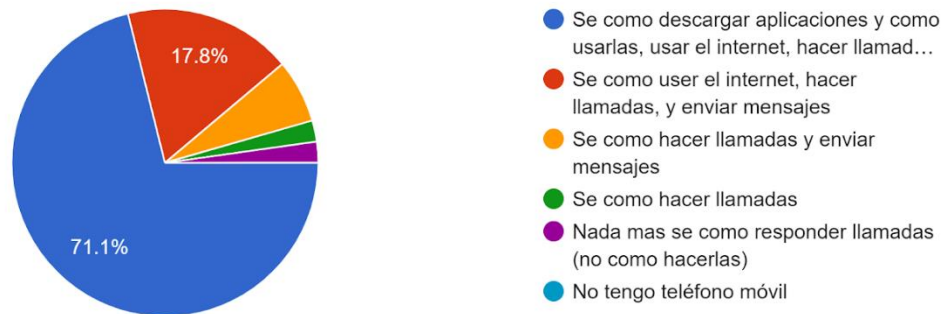 17.8%
71.1%
Se como descargar aplicaciones y como
usarlas, usar el internet, hacer llamad…
Se como user el internet, hacer
llamadas, y enviar mensajes
Se como hacer llamadas y enviar
mensajes
Se como hacer llamadas
Nada mas se como responder llamadas
(no como hacerlas)
No tengo teléfono móvil